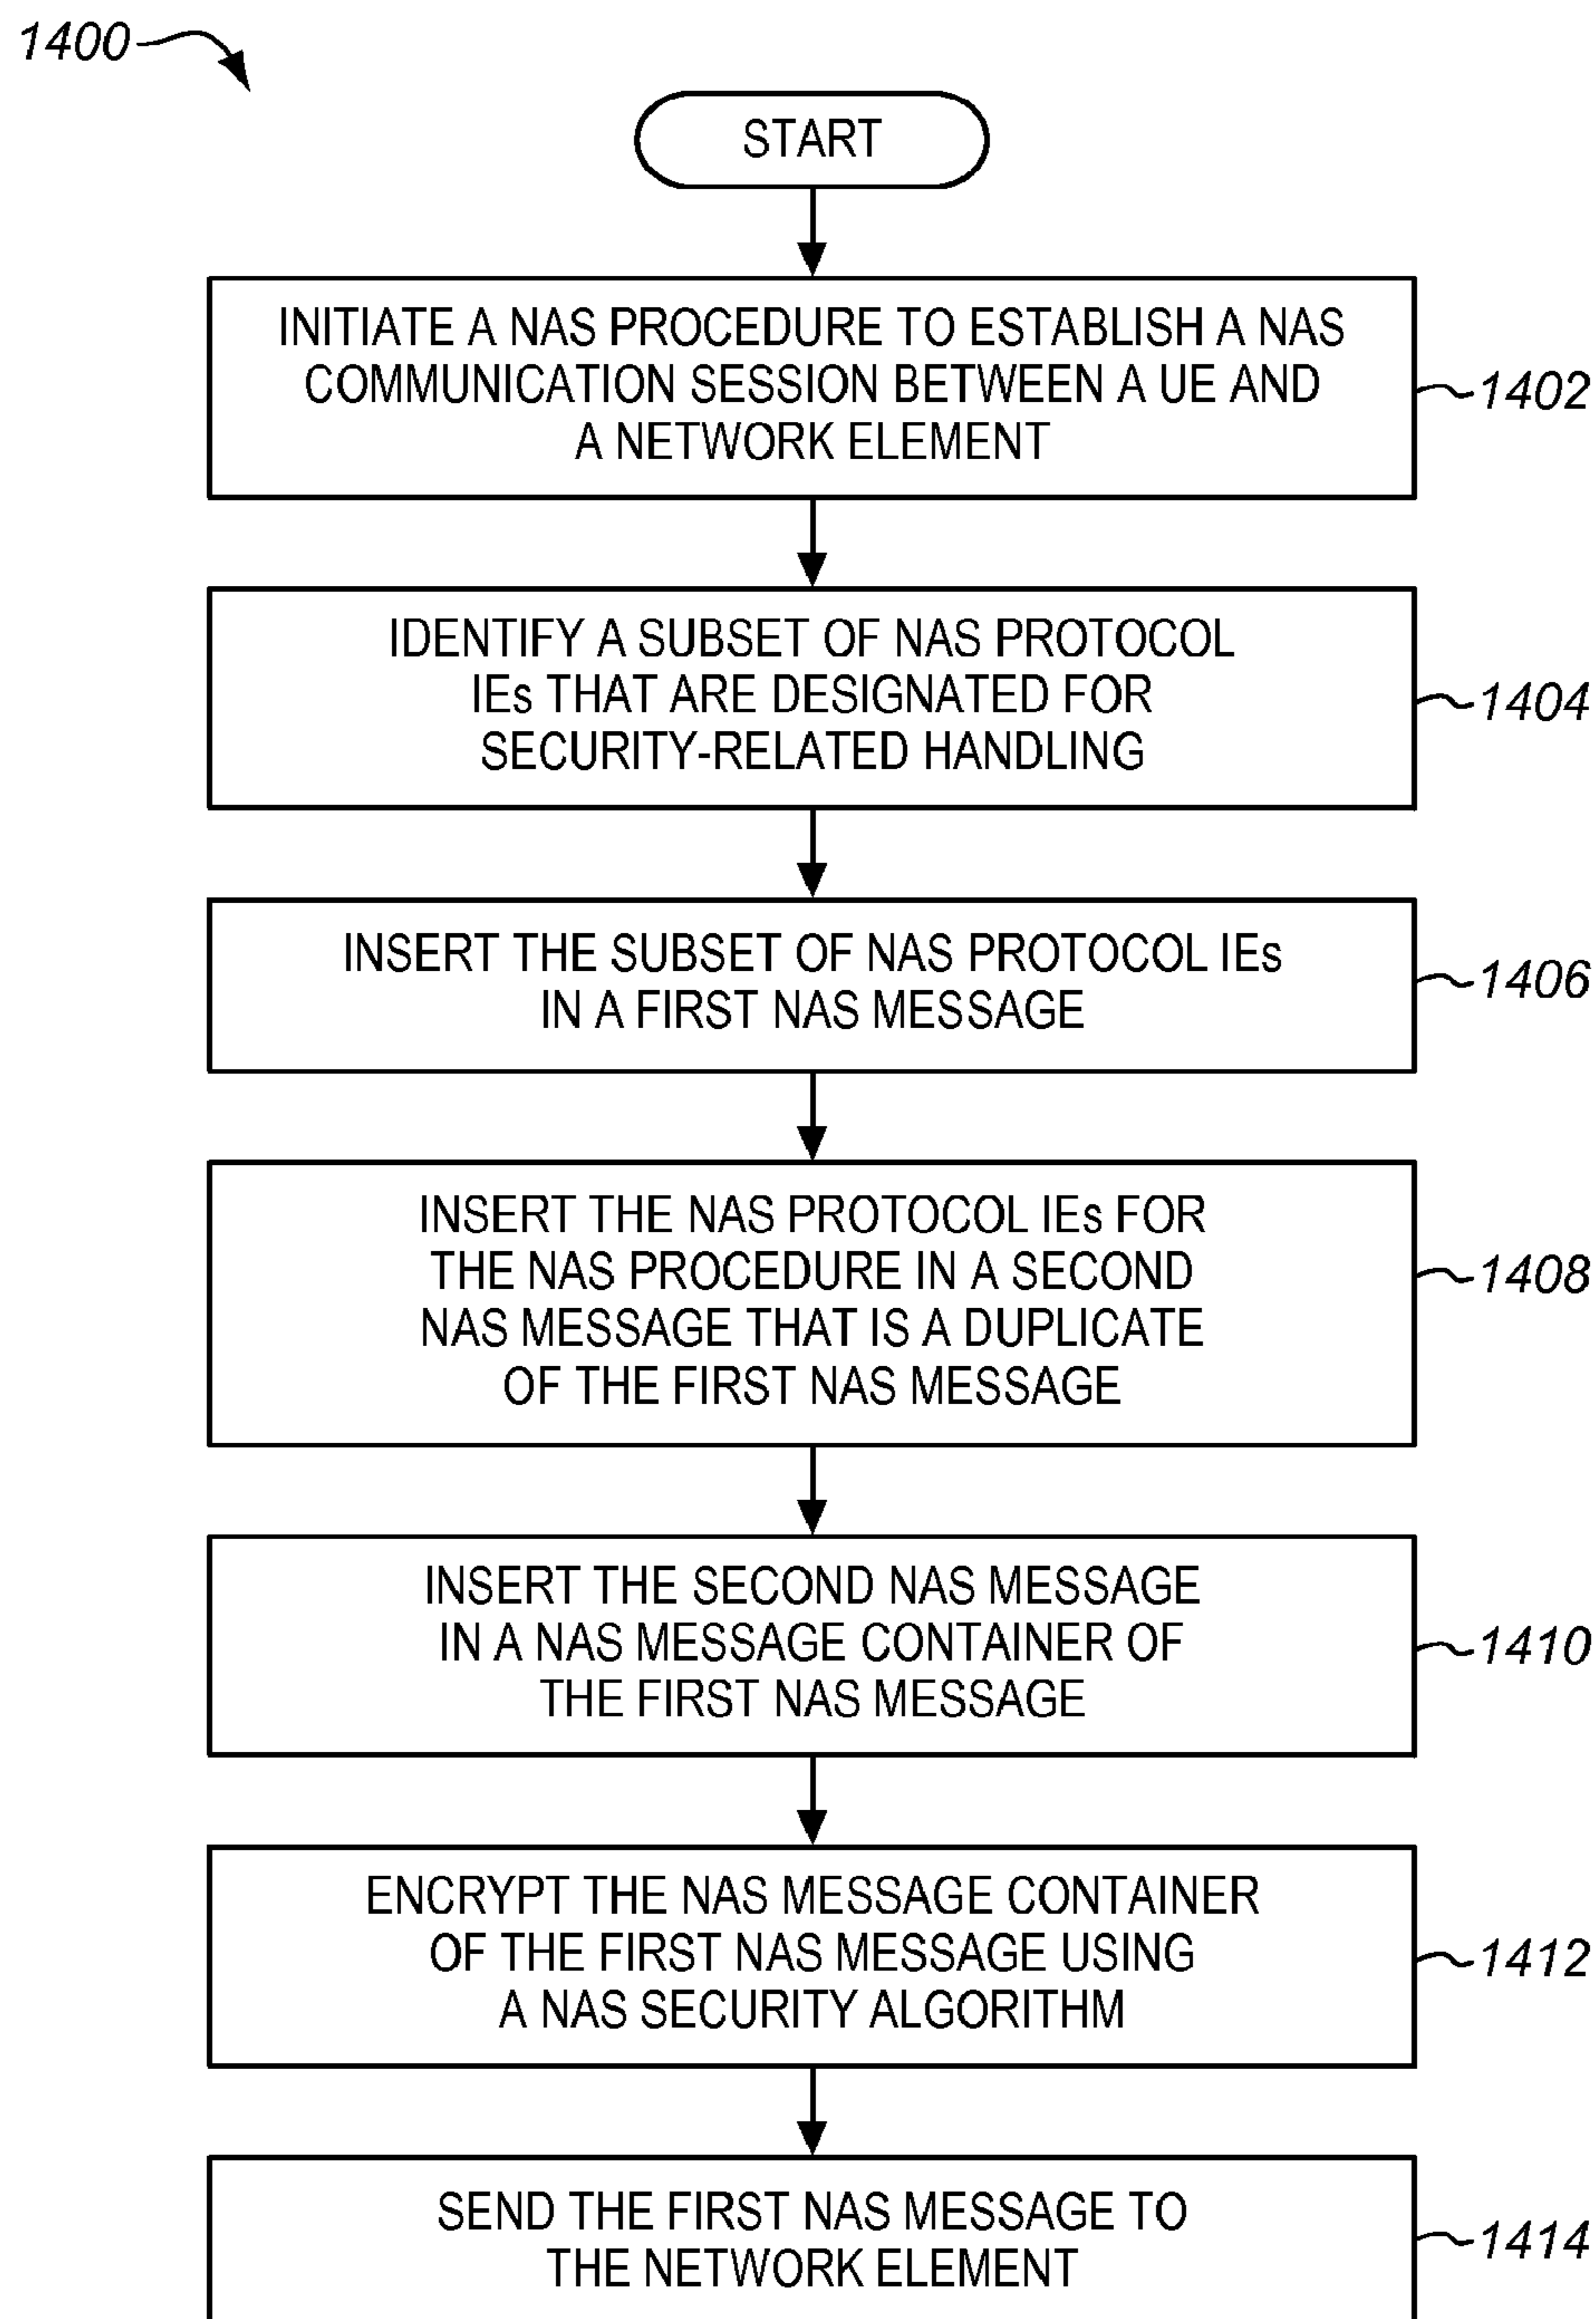 1400
START
INITIATE A NAS PROCEDURE TO ESTABLISH A NAS
COMMUNICATION SESSION BETWEEN A UE AND
A NETWORK ELEMENT
1402
IDENTIFY A SUBSET OF NAS PROTOCOL
IEs THAT ARE DESIGNATED FOR
SECURITY-RELATED HANDLING
1404
INSERT THE SUBSET OF NAS PROTOCOL IEs
IN A FIRST NAS MESSAGE
1406
INSERT THE NAS PROTOCOL IEs FOR
THE NAS PROCEDURE IN A SECOND
NAS MESSAGE THAT IS A DUPLICATE
OF THE FIRST NAS MESSAGE
1408
INSERT THE SECOND NAS MESSAGE
IN A NAS MESSAGE CONTAINER OF
THE FIRST NAS MESSAGE
1410
ENCRYPT THE NAS MESSAGE CONTAINER
OF THE FIRST NAS MESSAGE USING
A NAS SECURITY ALGORITHM
1412
SEND THE FIRST NAS MESSAGE TO
THE NETWORK ELEMENT
1414